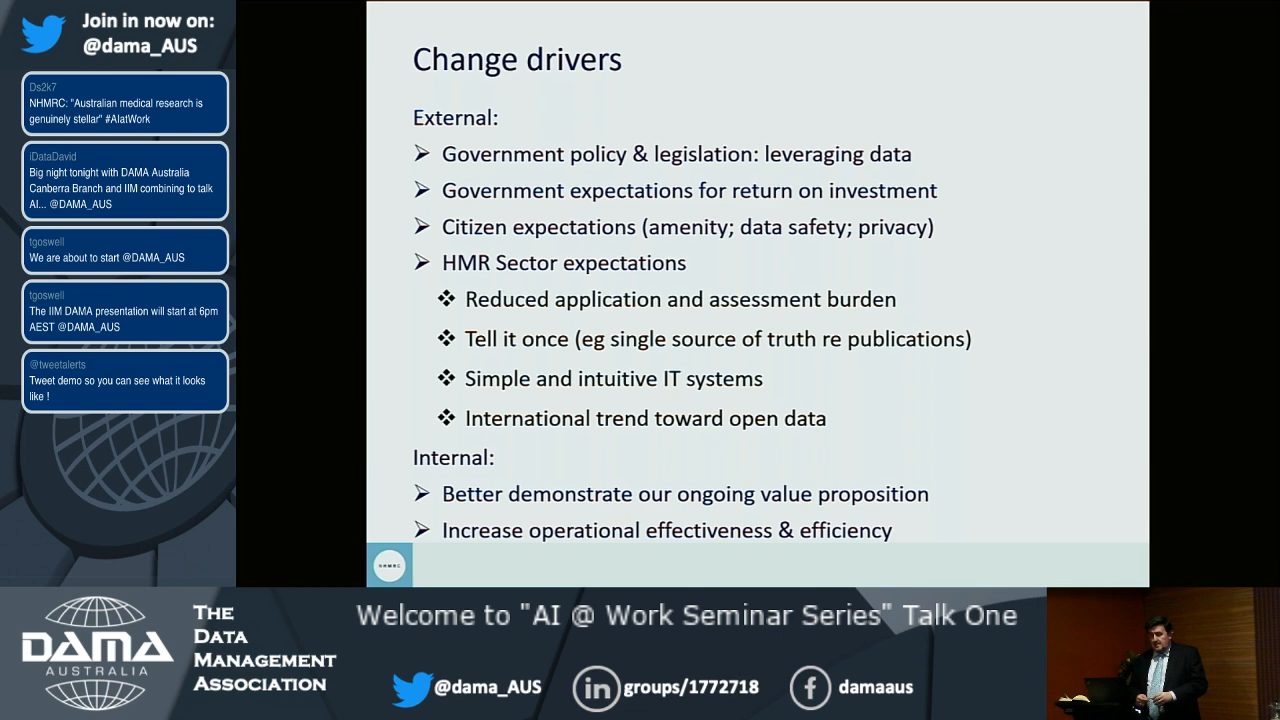 Join in now on:
@dama_AUS
Ds2k7
NHMRC: "Australian medical research is
genuinely stellar" #AIatWork
iDataDavid
Big night tonight with DAMA Australia
Canberra Branch and IIM combining to talk
AI... @DAMA_AUS
tgoswell
We are about to start @DAMA_AUS
tgoswell
The IIM DAMA presentation will start at 6pm
AEST @DAMA_AUS
@tweetalerts
Tweet demo so you can see what it looks
like !
Change drivers
External:
Government policy & legislation: leveraging data
Government expectations for return on investment
Citizen expectations (amenity; data safety; privacy)
HMR Sector expectations
Reduced application and assessment burden
Tell it once (eg single source of truth re publications)
Simple and intuitive IT systems
International trend toward open data
Internal:
Better demonstrate our ongoing value proposition
Increase operational effectiveness & efficiency
NHMRC
DAMA
AUSTRALIA
THE
DATA
MANAGEMENT
ASSOCIATION
Welcome to "AI @ Work Seminar Series" Talk One
@dama_AUS
in groups/1772718
f damaaus